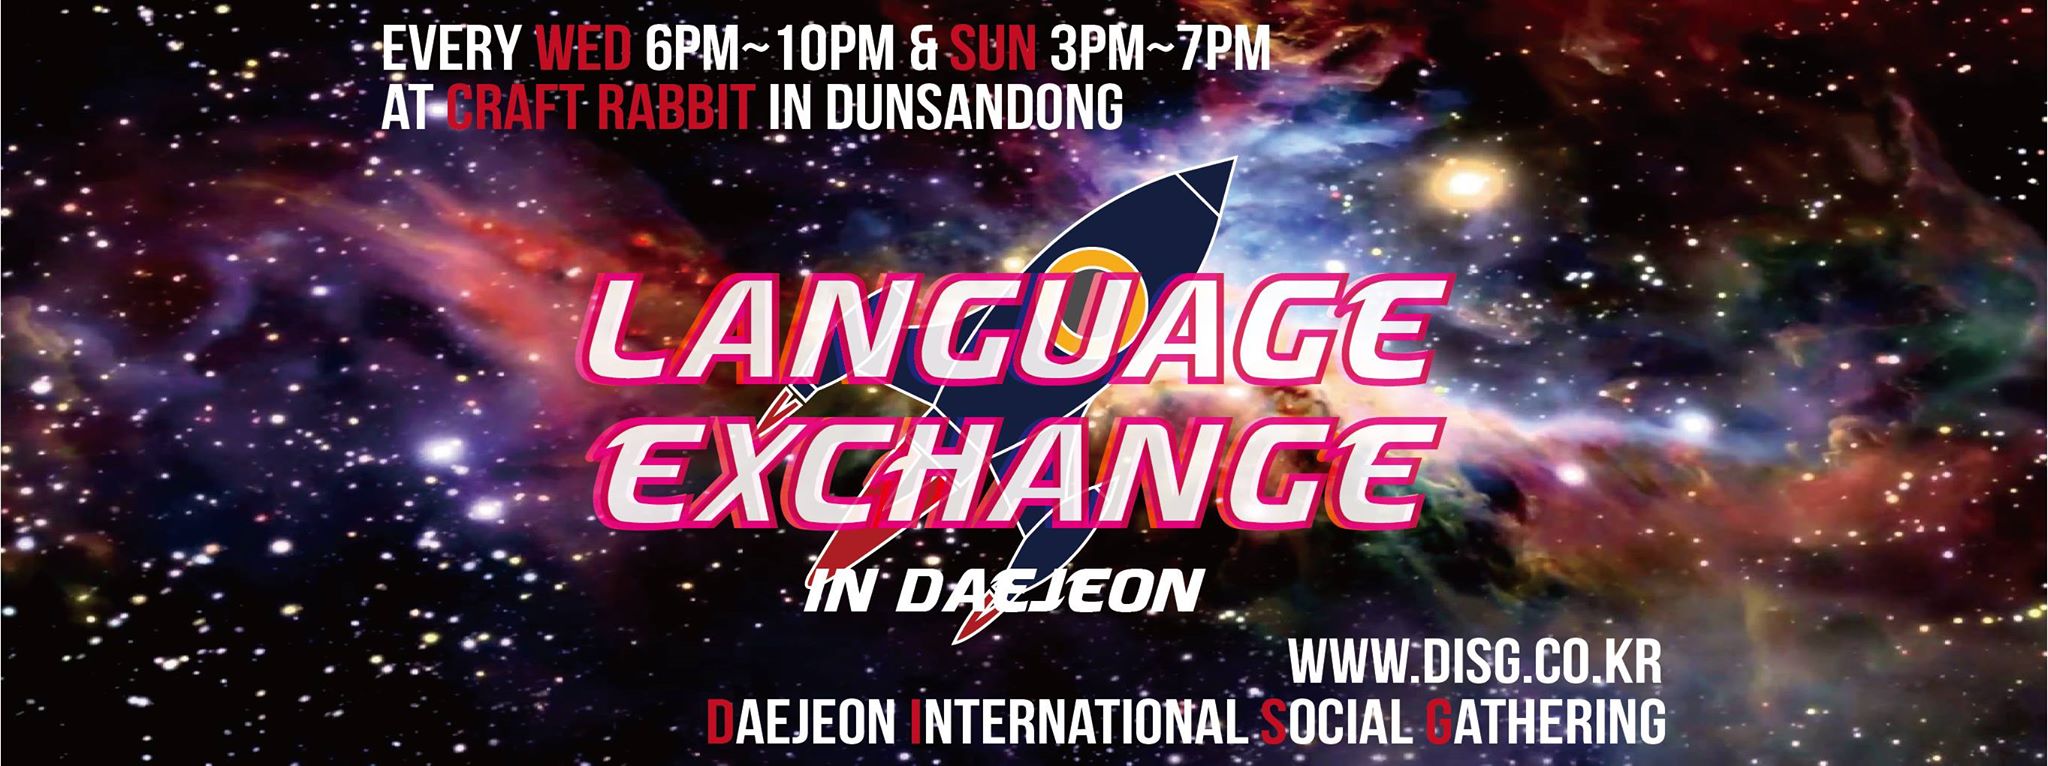 EVERY WED 6PM~10PM & SUN 3PM~7PM
AT CRAFT RABBIT IN DUNSANDONG
LANGUAGE
EXCHANGE
IN DAEJEON
WWW.DISG.CO.KR
DAEJEON INTERNATIONAL SOCIAL GATHERING